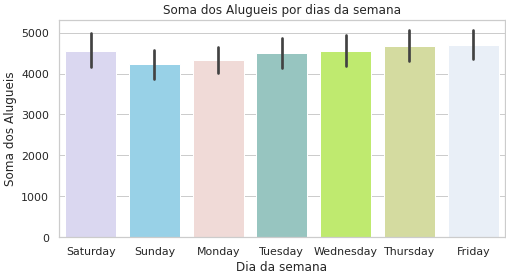 Soma dos Alugueis por dias da semana
Soma dos Alugueis
5000
4000
3000
2000
1000
0
Saturday Sunday Monday Tuesday Wednesday Thursday Friday
Dia da semana